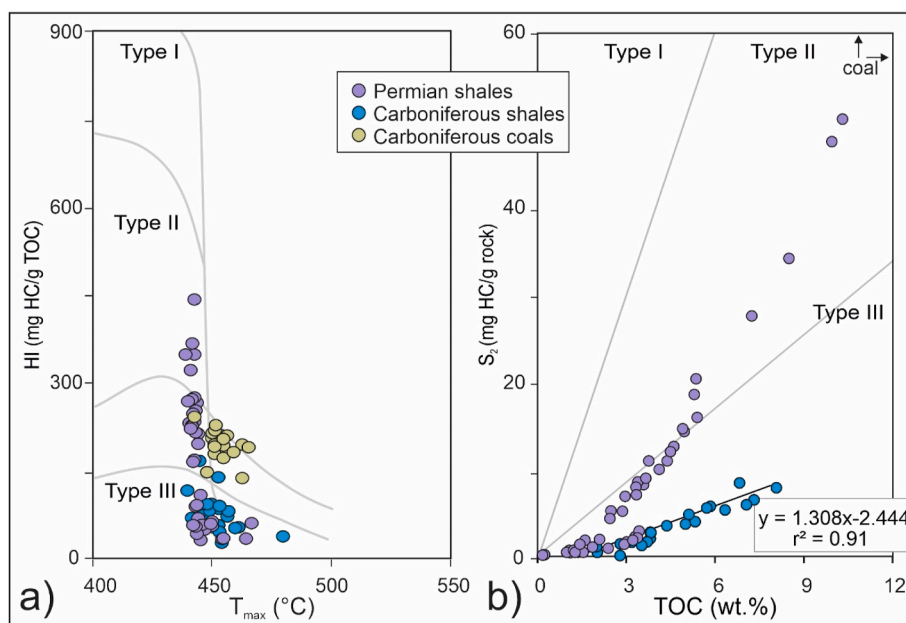 900
600
300
0
HI (mg HC/g TOC)
Type I
Type II
Type III
400
450
500
550
Tmax (°C)
a)
Permian shales
Carboniferous shales
Carboniferous coals
60
40
20
0
S2 (mg HC/g rock)
Type I
Type II
coal
Type III
y = 1.308x-2.444
r² = 0.91
0
3
6
9
12
TOC (wt.%)
b)